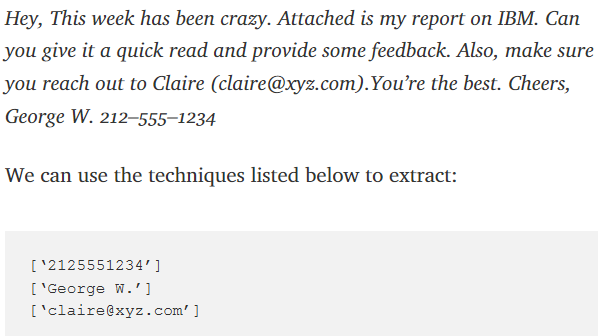 Hey, This week has been crazy. Attached is my report on IBM. Can
you give it a quick read and provide some feedback. Also, make sure
you reach out to Claire (claire@xyz.com).You’re the best. Cheers,
George W. 212–555–1234
We can use the techniques listed below to extract:
[‘2125551234’]
[‘George W.’]
[‘claire@xyz.com’]